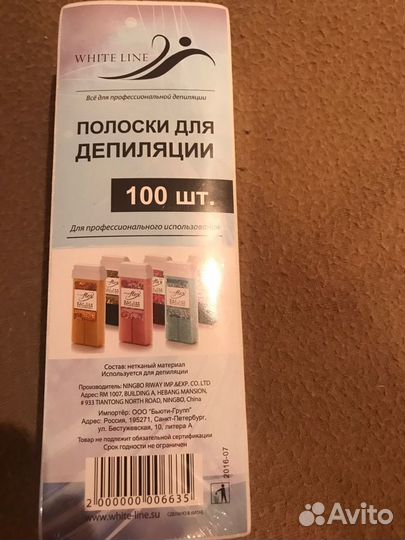 WHITE LINE
Всё для профессиональной депиляции
ПОЛОСКИ ДЛЯ
ДЕПИЛЯЦИИ
100 шт.
Для профессионального использования
Состав: нетканый материал
Используется для депиляции
Производитель: NINGBO RIWAY IMP.&EXP. CO, LTD
Адрес: RM 1007, BUILDING A, HEBANG MANSION,
# 933 TIANTONG NORTH ROAD, NINGBO, China
Импортёр: ООО "Бьюти-Групп"
Адрес: Россия, 195271, Санкт-Петербург,
ул. Бестужевская, 10, литера А
Товар не подлежит обязательной сертификации
Срок годности не ограничен
2016-07
2 000000 006635
www.white-line.su
СДЕЛАНО В КИТАЕ
Avito